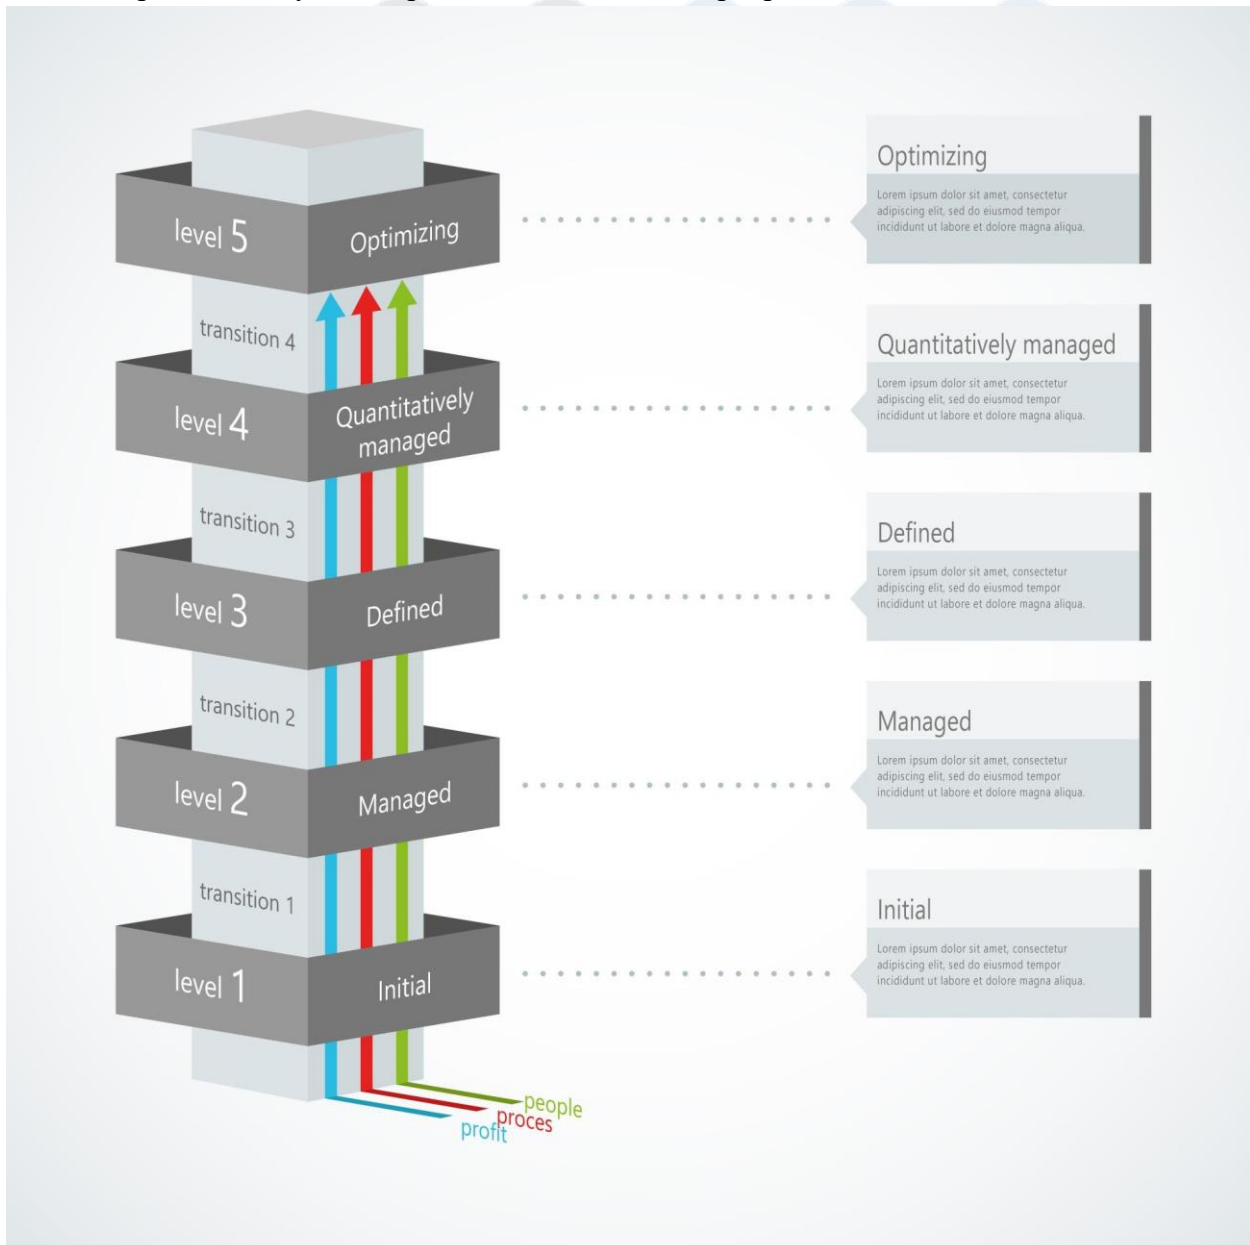 level 5
Optimizing
transition 4
level 4
Quantitatively
managed
transition 3
level 3
Defined
transition 2
level 2
Managed
transition 1
level 1
Initial
people
proces
profit
Optimizing
Lorem ipsum dolor sit amet, consectetur
adipiscing elit, sed do eiusmod tempor
incididunt ut labore et dolore magna aliqua.
Quantitatively managed
Lorem ipsum dolor sit amet, consectetur
adipiscing elit, sed do eiusmod tempor
incididunt ut labore et dolore magna aliqua.
Defined
Lorem ipsum dolor sit amet, consectetur
adipiscing elit, sed do eiusmod tempor
incididunt ut labore et dolore magna aliqua.
Managed
Lorem ipsum dolor sit amet, consectetur
adipiscing elit, sed do eiusmod tempor
incididunt ut labore et dolore magna aliqua.
Initial
Lorem ipsum dolor sit amet, consectetur
adipiscing elit, sed do eiusmod tempor
incididunt ut labore et dolore magna aliqua.